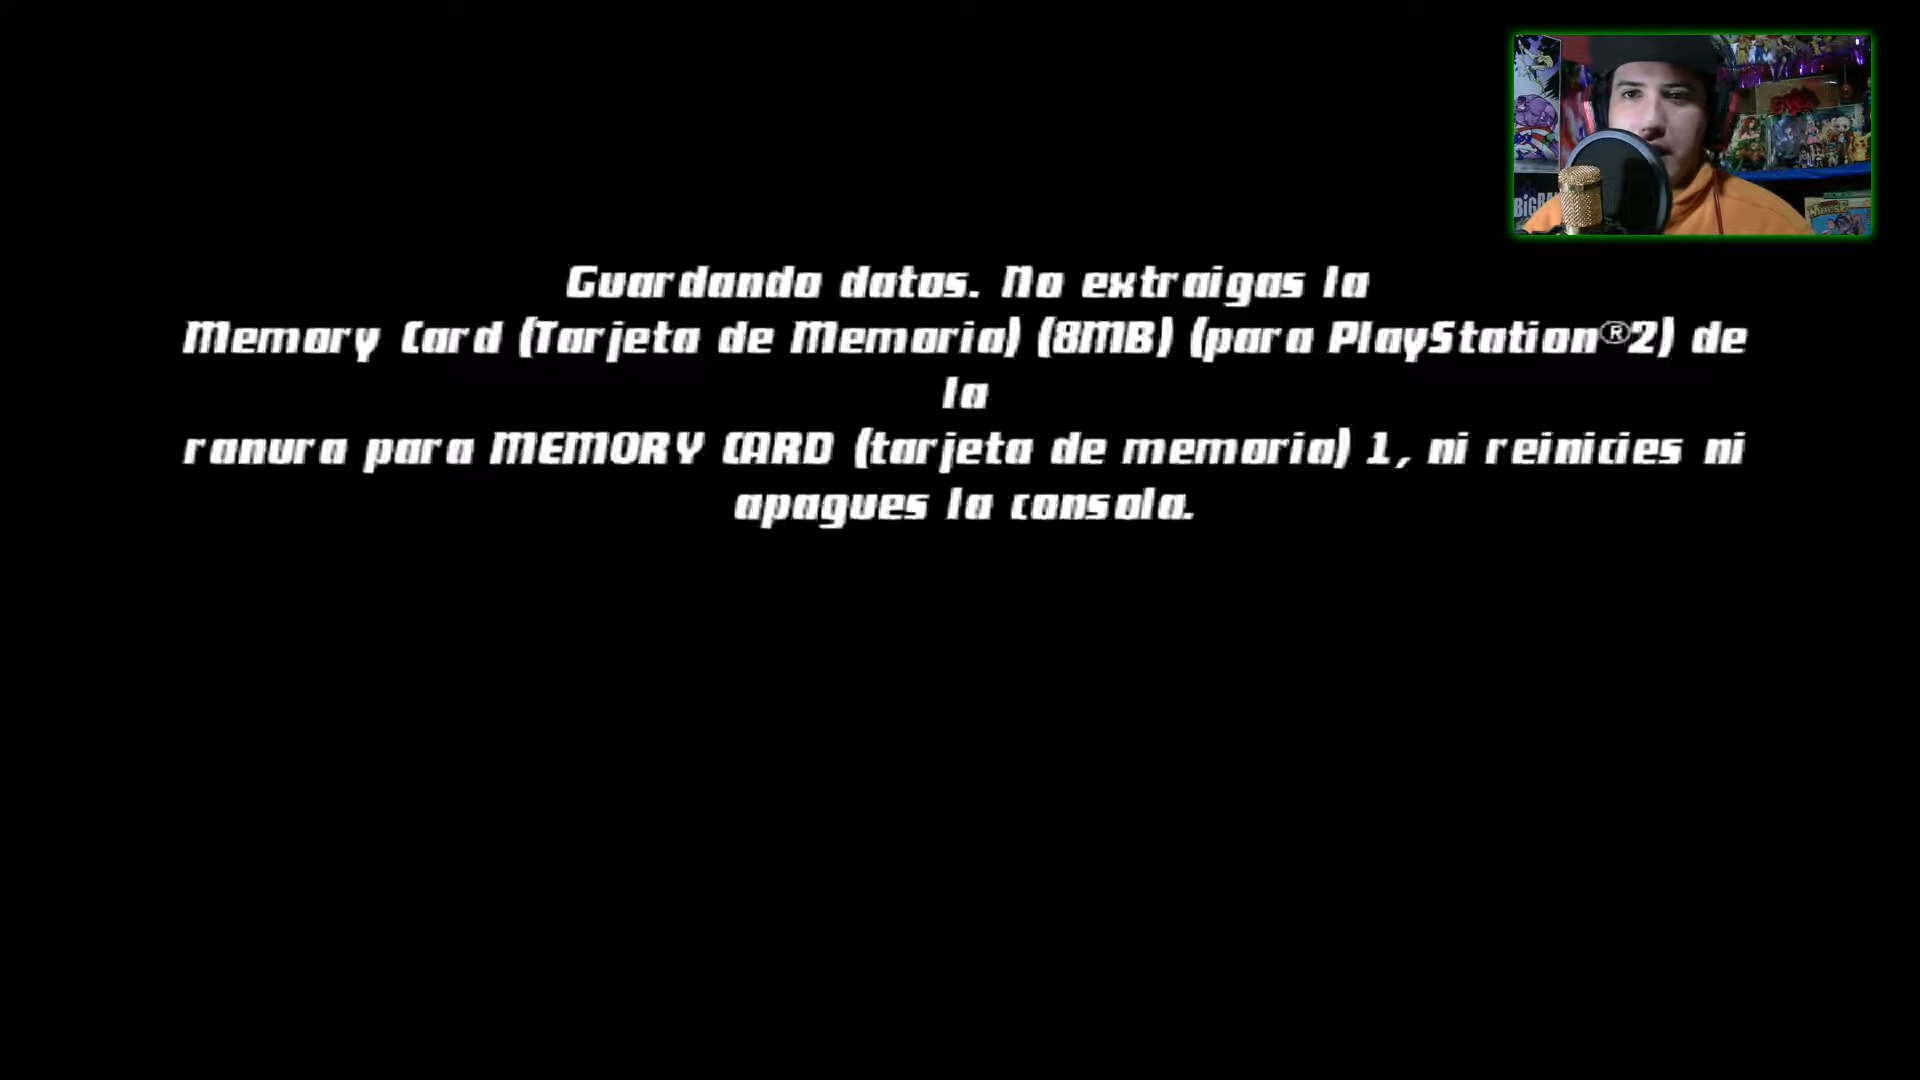 Guardando datos. No extraigas la
Memory Card (Tarjeta de Memoria) (8MB) (para PlayStation®2) de
la
ranura para MEMORY CARD (tarjeta de memoria) 1, ni reinicies ni
apagues la consola.